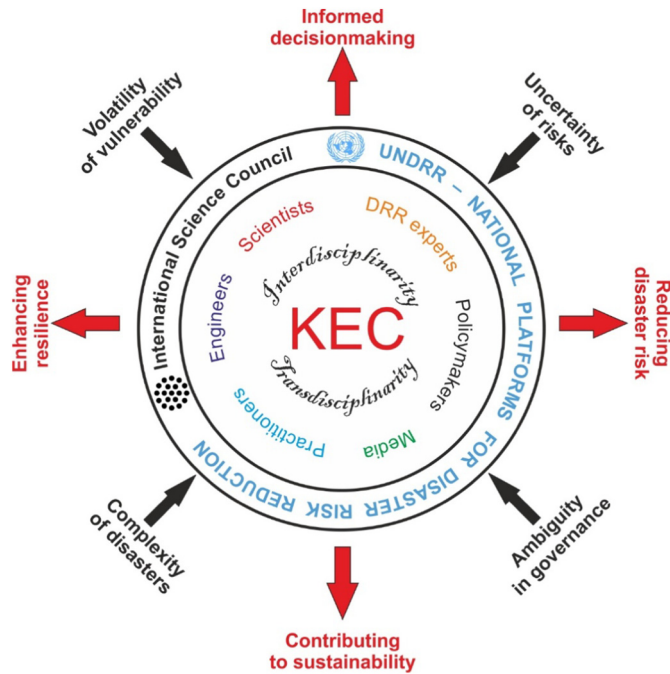 Informed
decisionmaking
Volatility
of vulnerability
Uncertainty
of risks
International Science Council
UNDRR – NATIONAL PLATFORMS FOR DISASTER RISK REDUCTION
Scientists
DRR experts
Engineers
Interdisciplinarity
KEC
Transdisciplinarity
Policymakers
Practitioners
Media
Enhancing
resilience
Reducing
disaster risk
Complexity
of disasters
Ambiguity
in governance
Contributing
to sustainability